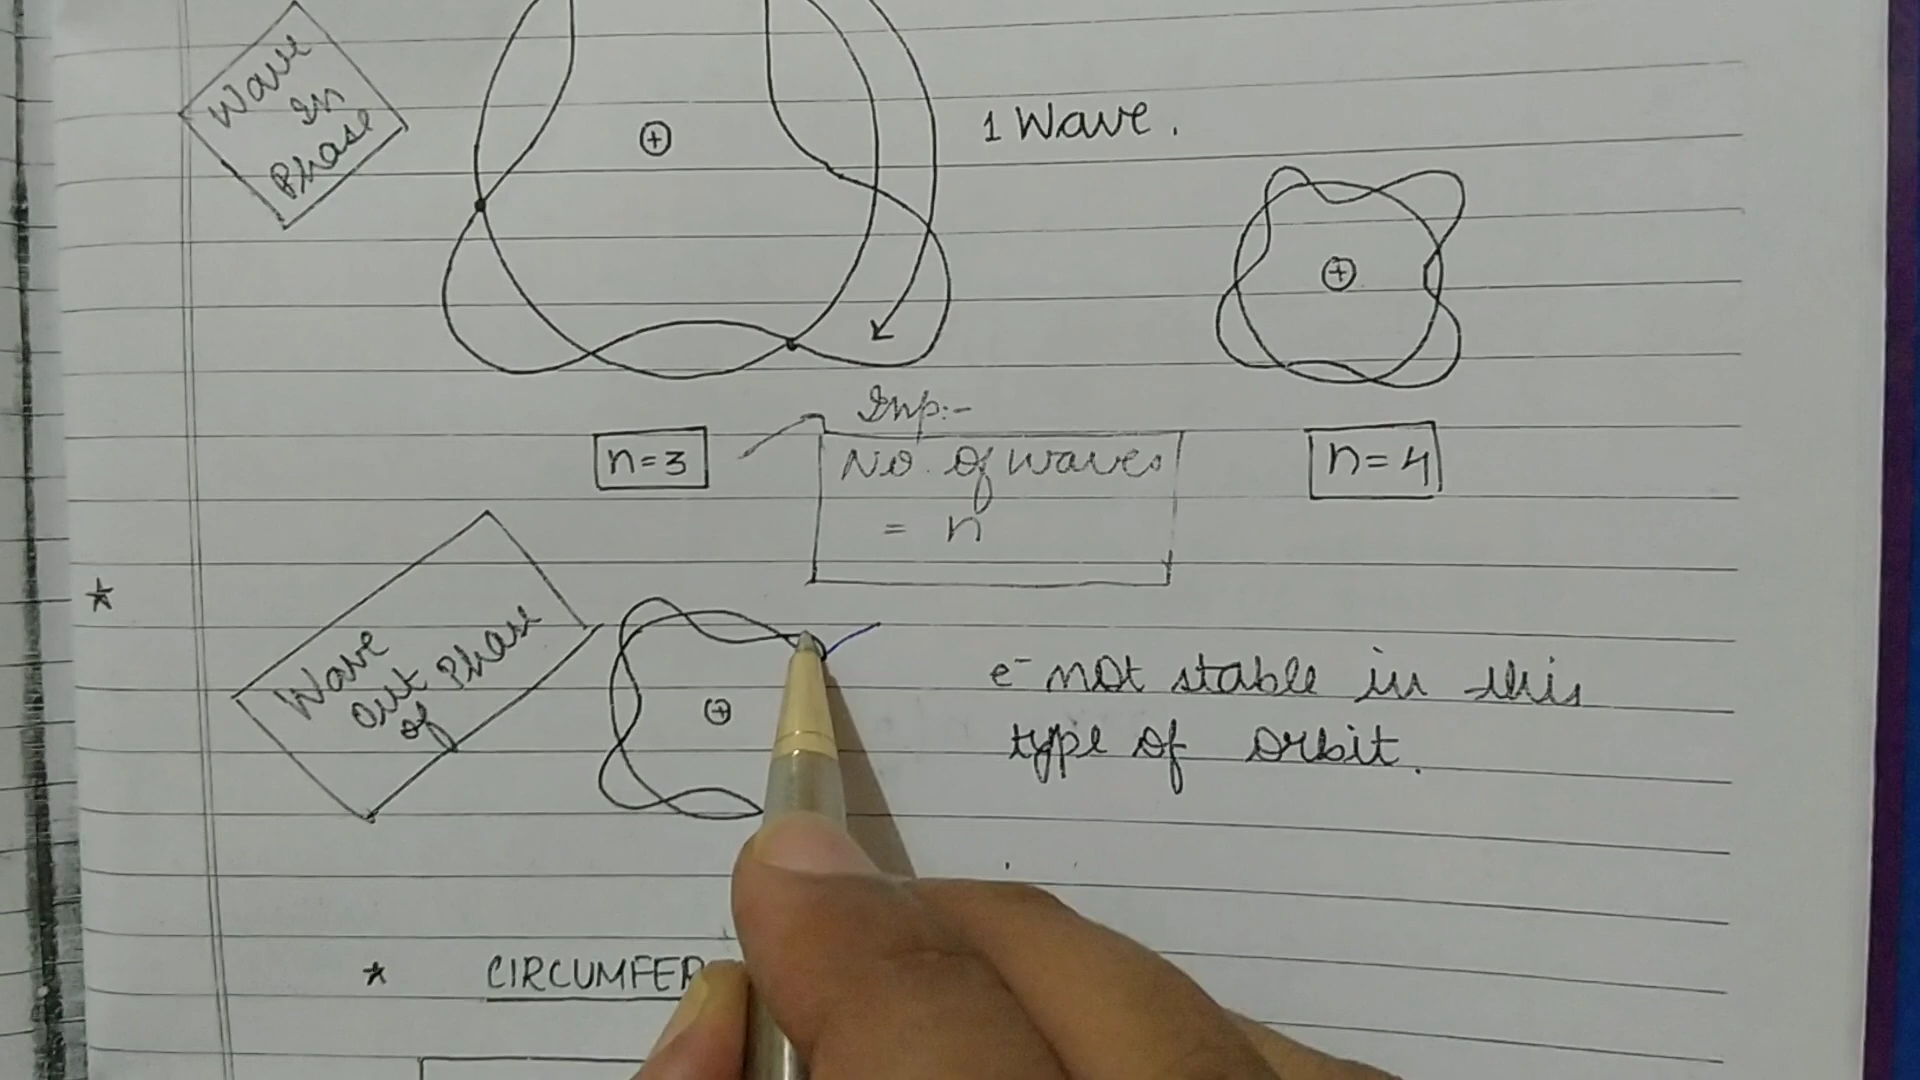 Wave
In
Phase
+
1 Wave.
+
Imp:-
n=3
No. of waves
= n
n=4
★
Wave
Out Phase
of
+
e⁻ not stable in this
type of orbit.
★ CIRCUMFER